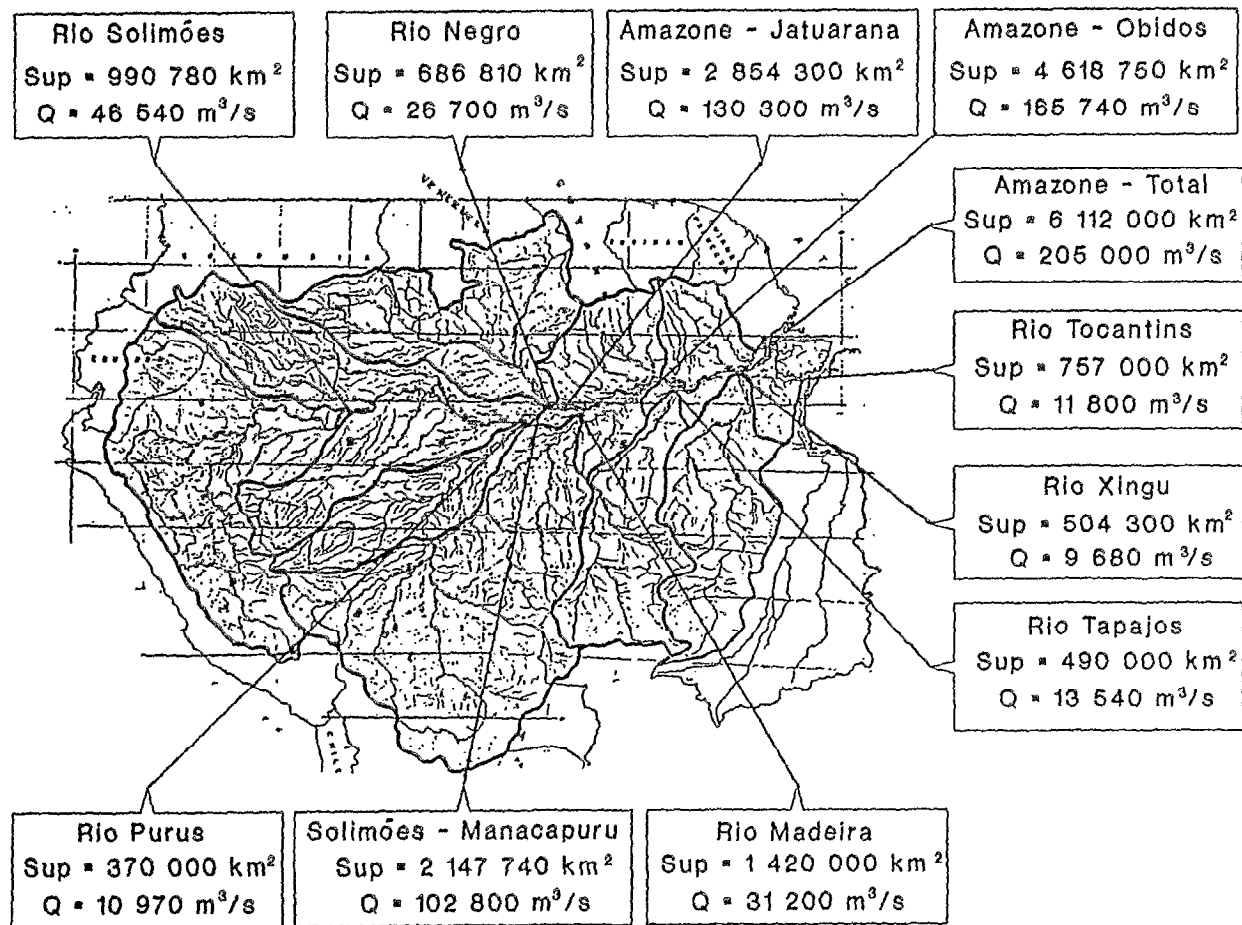 Rio Solimões
Sup = 990 780 km²
Q = 46 540 m³/s
Rio Negro
Sup = 686 810 km²
Q = 26 700 m³/s
Amazone - Jatuarana
Sup = 2 854 300 km²
Q = 130 300 m³/s
Amazone - Obidos
Sup = 4 618 750 km²
Q = 165 740 m³/s
Amazone - Total
Sup = 6 112 000 km²
Q = 205 000 m³/s
Rio Tocantins
Sup = 757 000 km²
Q = 11 800 m³/s
Rio Xingu
Sup = 504 300 km²
Q = 9 680 m³/s
Rio Tapajos
Sup = 490 000 km²
Q = 13 540 m³/s
Rio Purus
Sup = 370 000 km²
Q = 10 970 m³/s
Solimões - Manacapuru
Sup = 2 147 740 km²
Q = 102 800 m³/s
Rio Madeira
Sup = 1 420 000 km²
Q = 31 200 m³/s